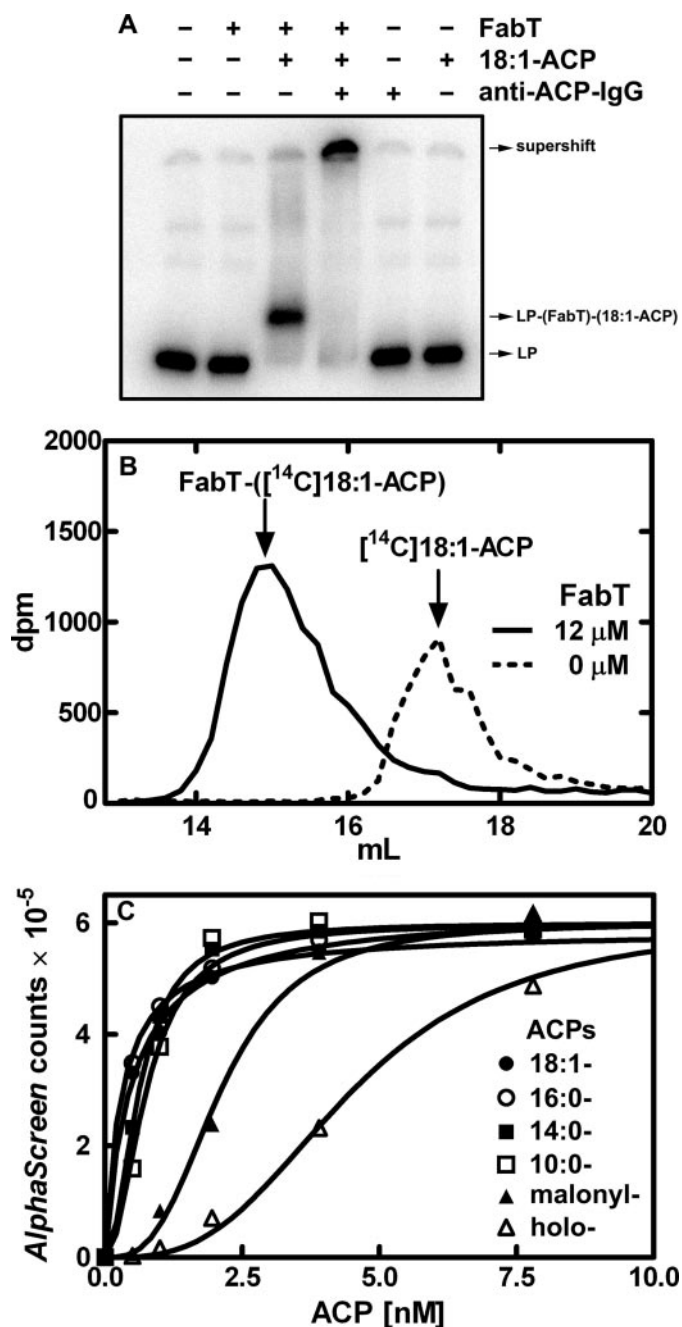 A
– + + + – – FabT
– – + + – + 18:1-ACP
– – – + + – anti-ACP-IgG
supershift
LP-(FabT)-(18:1-ACP)
LP
B
2000
1500
1000
500
0
dpm
FabT-([¹⁴C]18:1-ACP)
[¹⁴C]18:1-ACP
FabT
12 μM
0 μM
14 16 18 20
mL
C
6
4
2
0
AlphaScreen counts × 10⁻⁵
ACPs
18:1-
16:0-
14:0-
10:0-
malonyl-
holo-
0.0 2.5 5.0 7.5 10.0
ACP [nM]